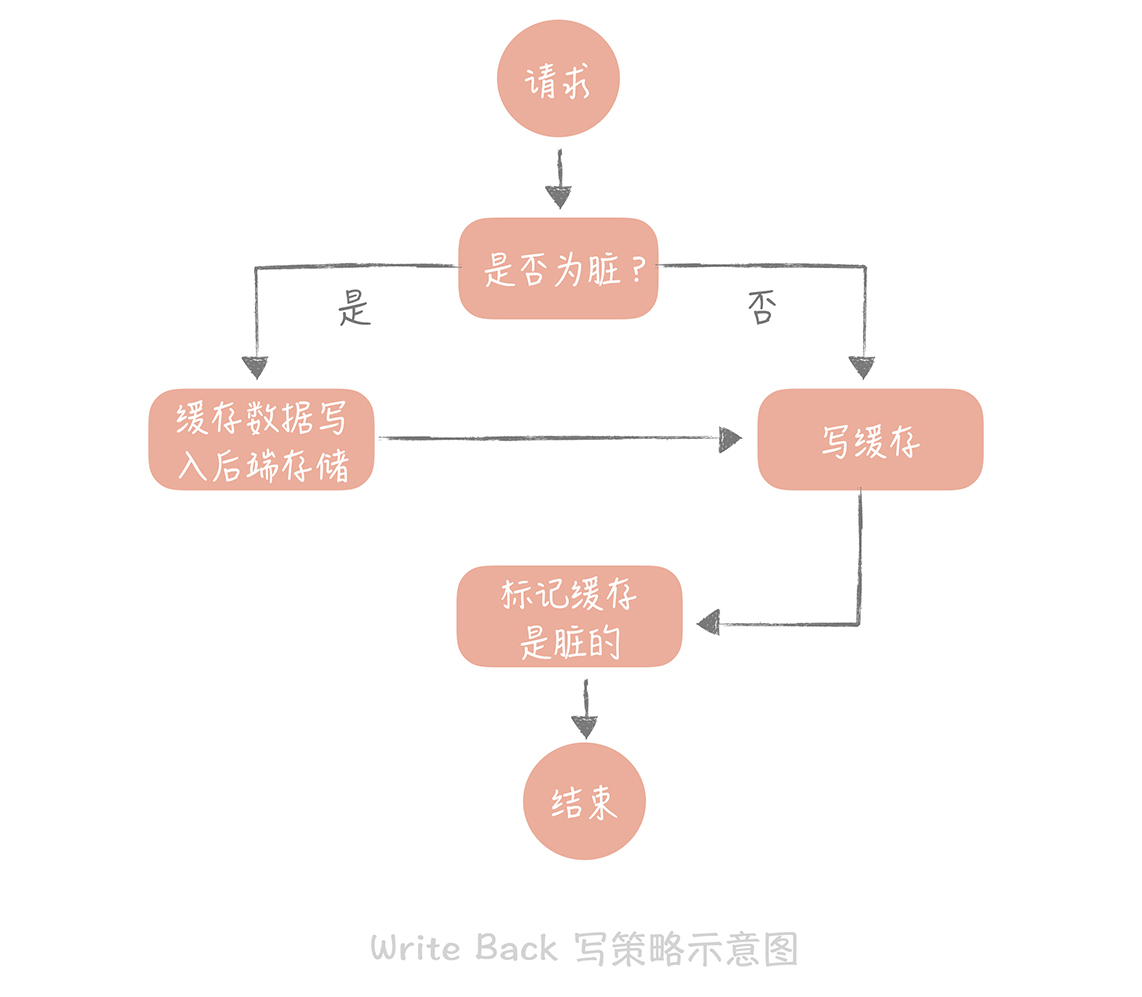 请求
是否为脏？
是
否
缓存数据写
入后端存储
写缓存
标记缓存
是脏的
结束
Write Back 写策略示意图